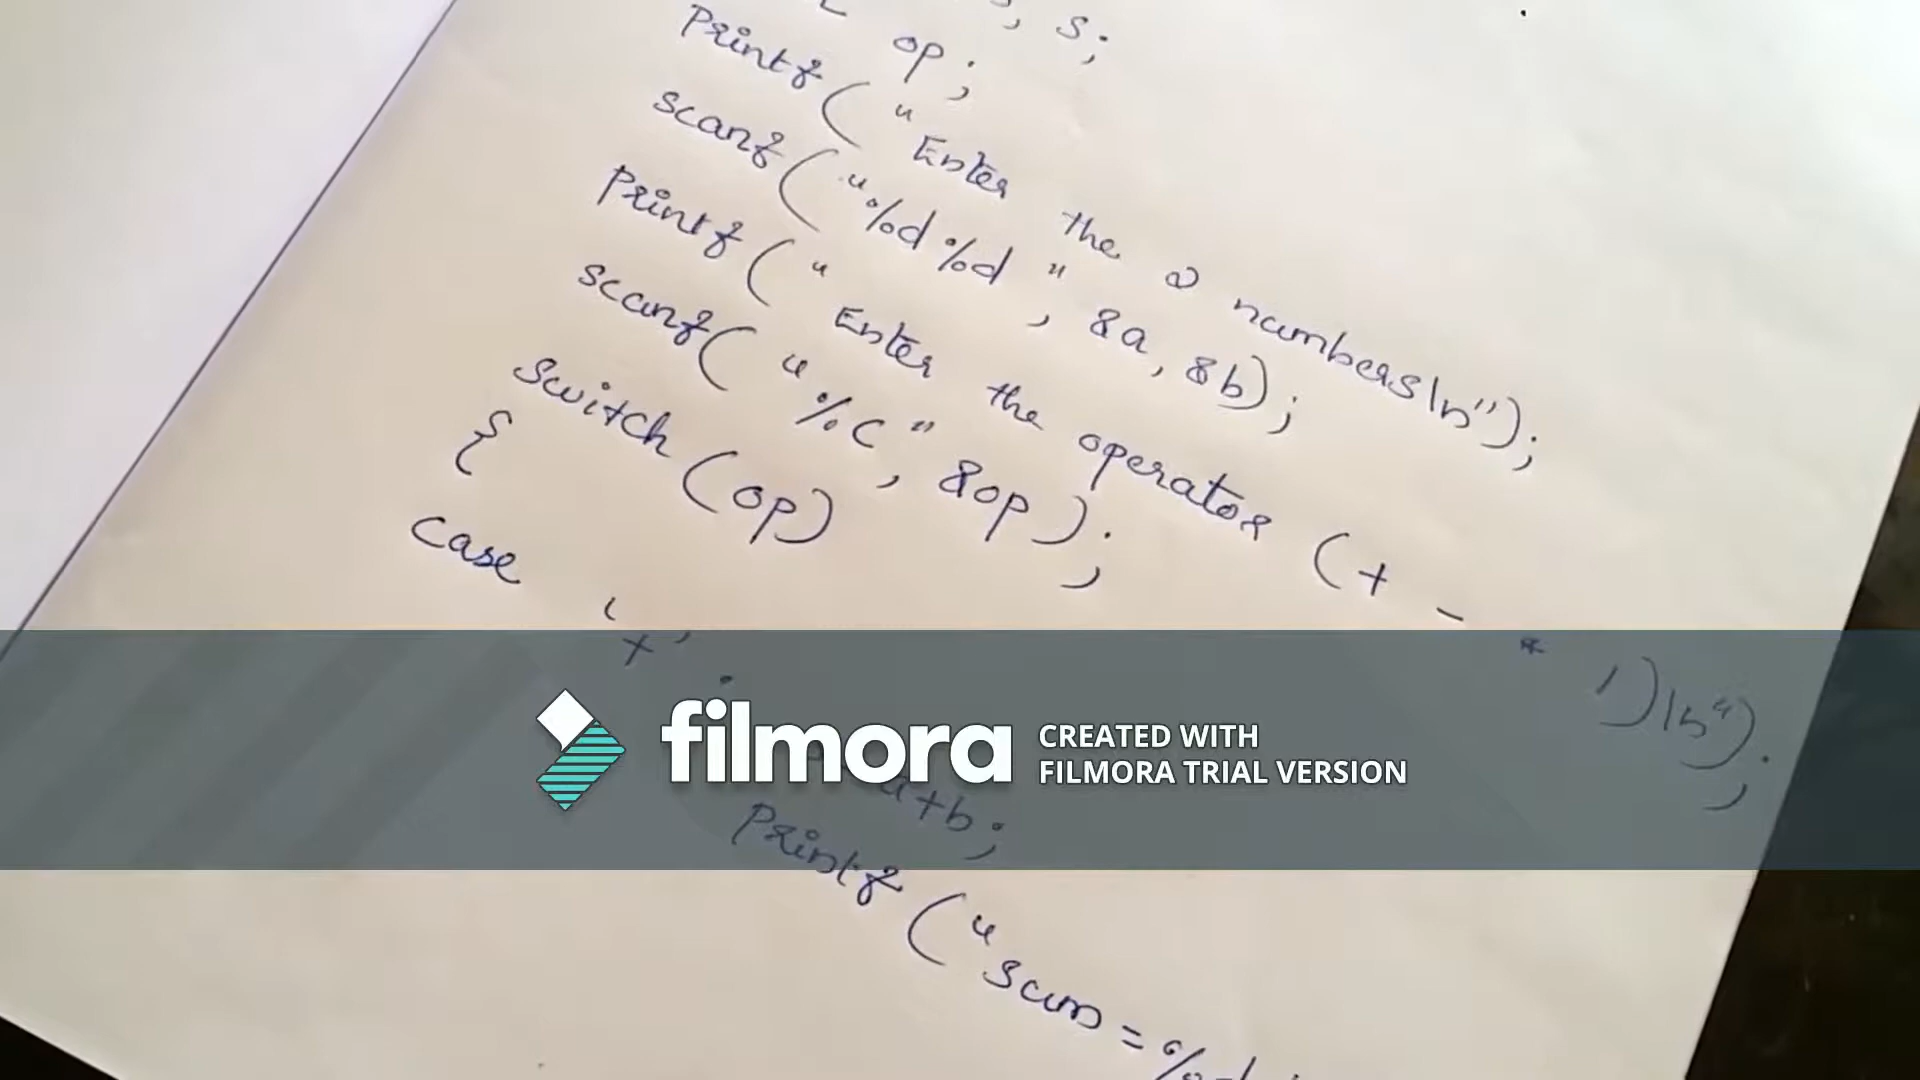 , s;
op;
printf("Enter the 2 numbers\n");
scanf("%d%d", &a, &b);
printf("Enter the operator (+ - * /)\n");
scanf("%c", &op);
switch (op)
{
case '+':
a+b;
printf("sum=%d
filmora
CREATED WITH
FILMORA TRIAL VERSION